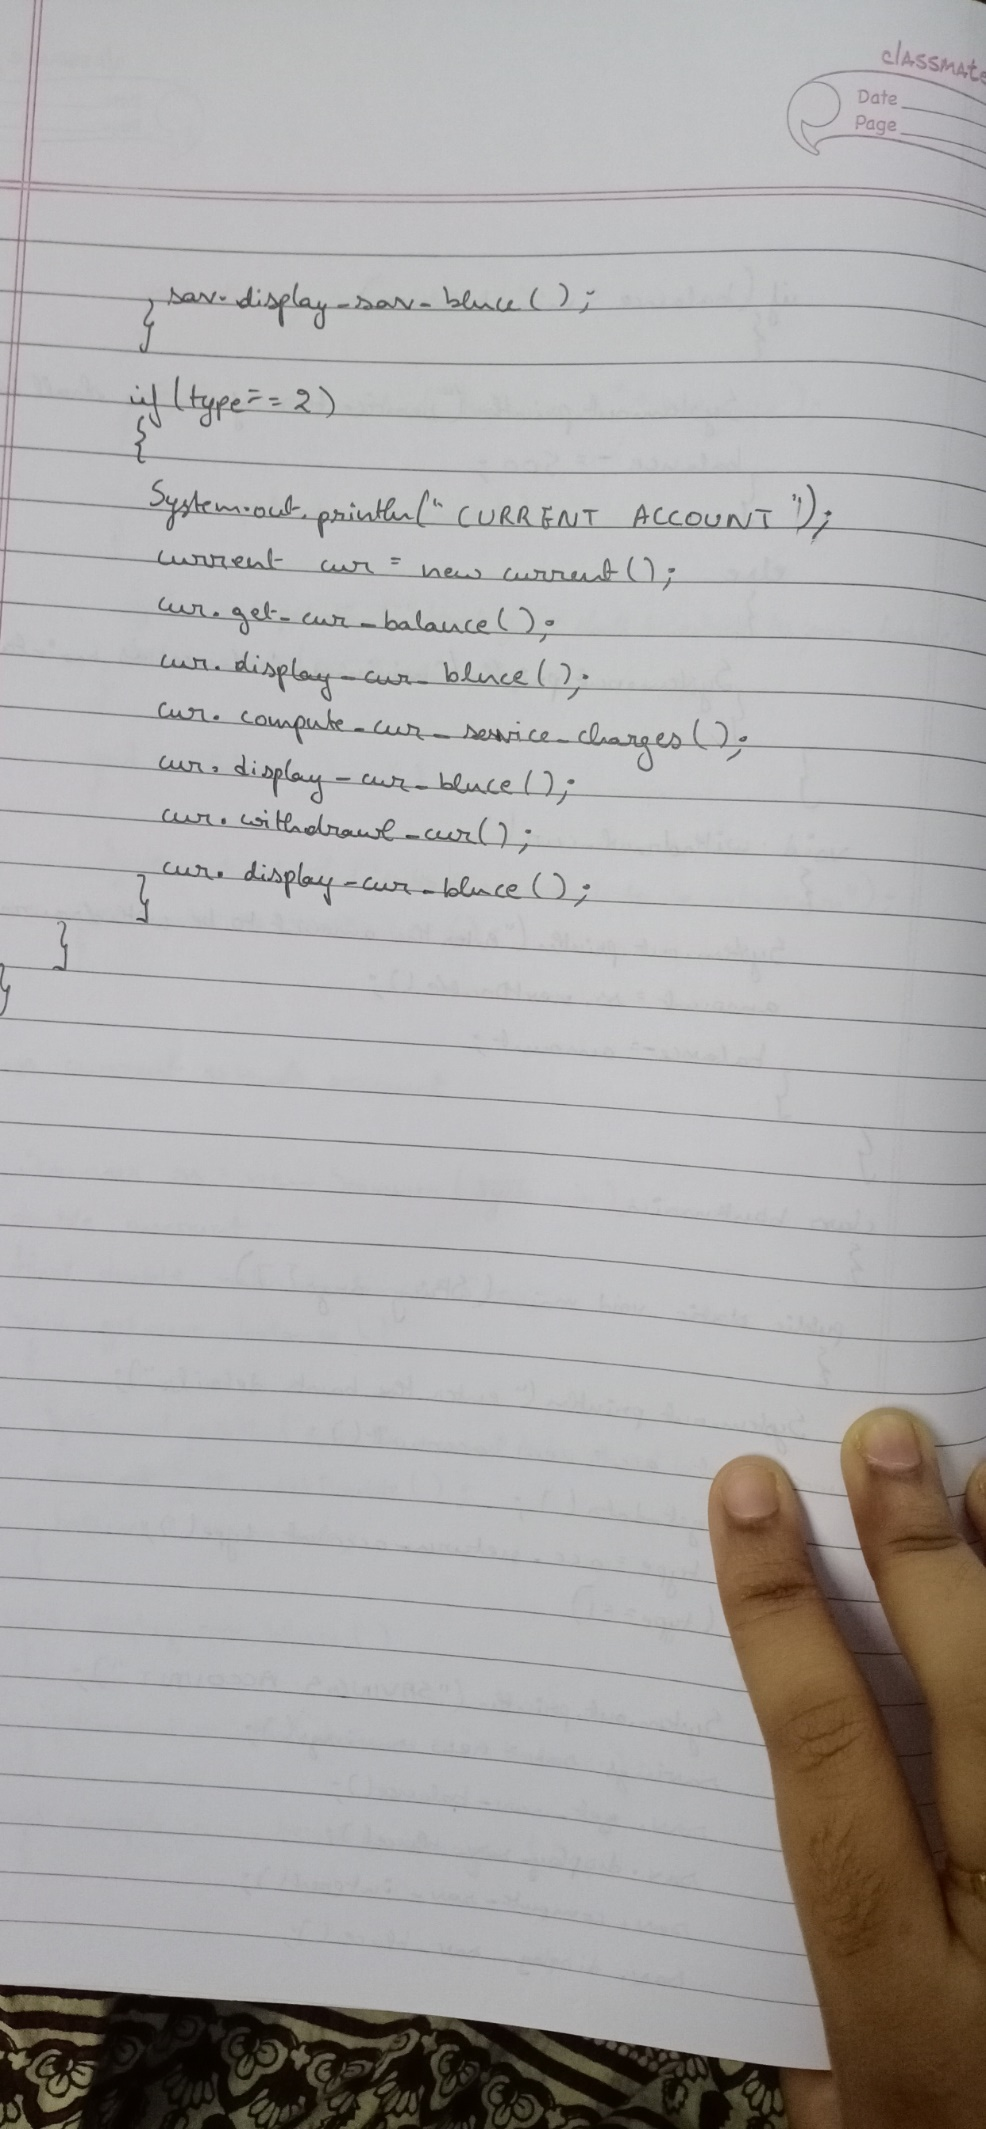 classmate
Date
Page
sav.display-sav-blnce();
}
if (type == 2)
{
System.out.println(" CURRENT ACCOUNT ");
current cur = new current();
cur.get-cur-balance();
cur.display-cur-blnce();
cur.compute-cur-service-charges();
cur.display-cur-blnce();
cur.withdrawl-cur();
cur.display-cur-blnce();
}
}
}